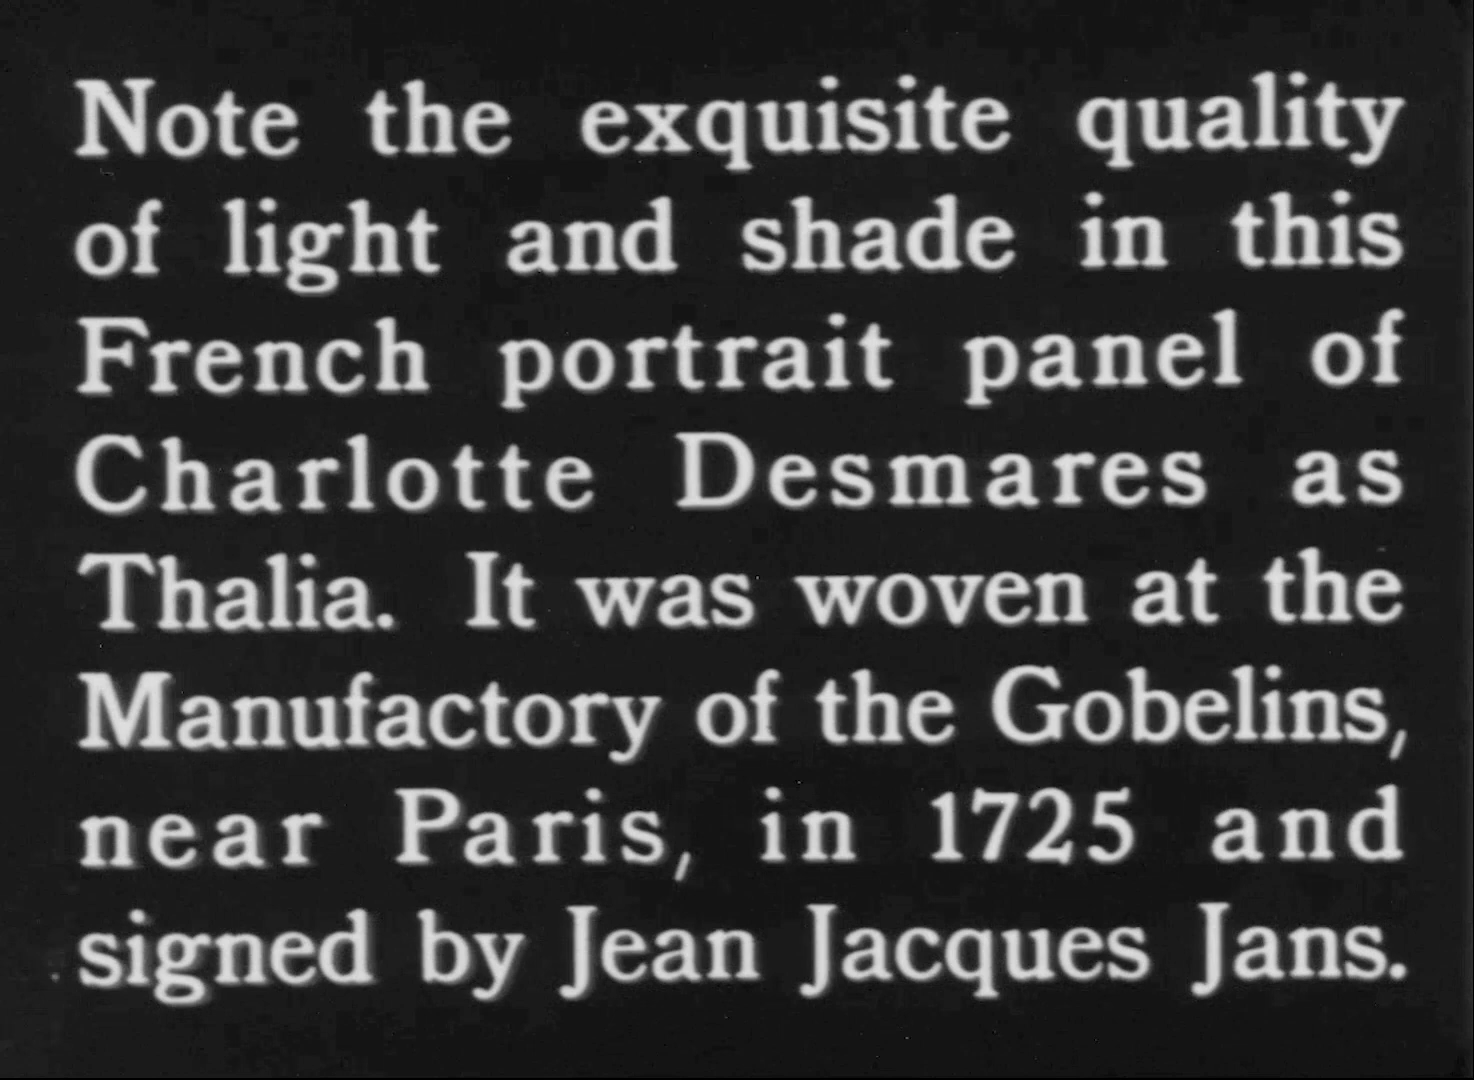 Note the exquisite quality
of light and shade in this
French portrait panel of
Charlotte Desmares as
Thalia. It was woven at the
Manufactory of the Gobelins,
near Paris, in 1725 and
signed by Jean Jacques Jans.